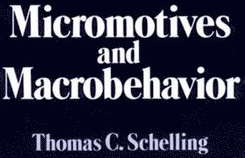 Micromotives
and
Macrobehavior
Thomas C. Schelling